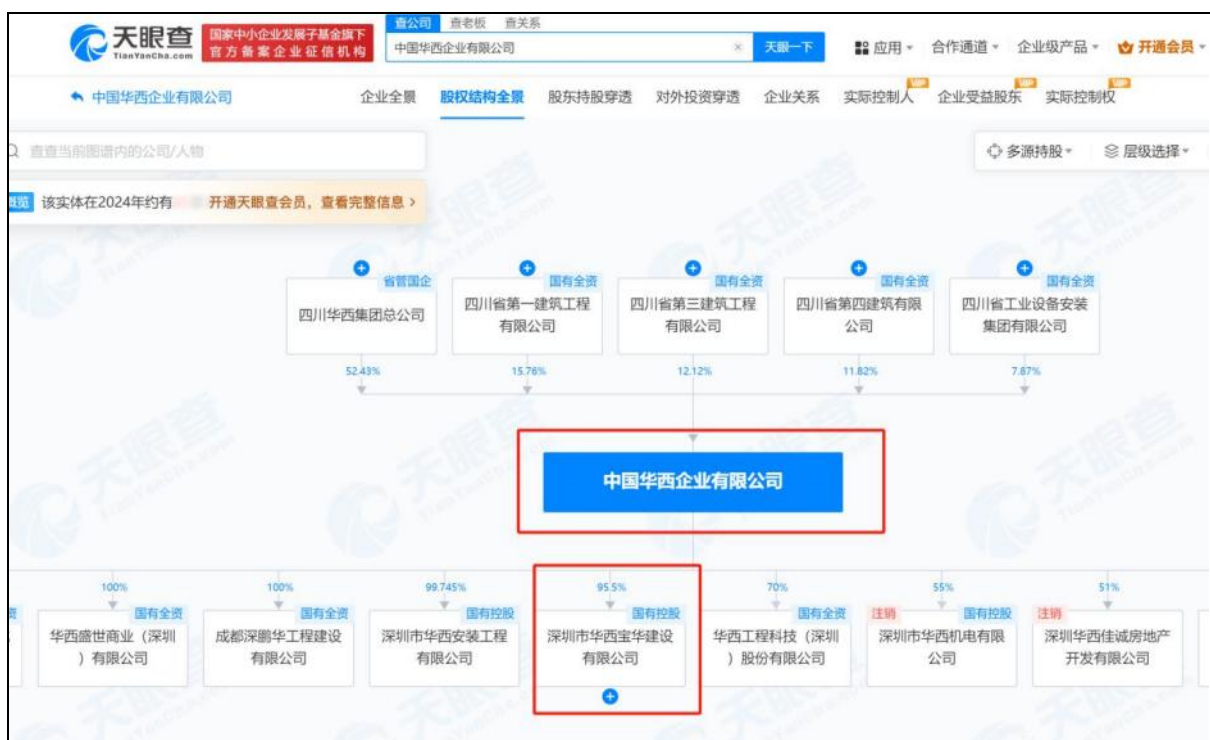 查公司 查老板 查关系
天眼查
TianYanCha.com
国家中小企业发展子基金旗下
官方备案企业征信机构
中国华西企业有限公司 × 天眼一下
应用 合作通道 企业级产品 开通会员
中国华西企业有限公司
企业全景 股权结构全景 股东持股穿透 对外投资穿透 企业关系 实际控制人 VIP 企业受益股东 VIP 实际控制权 VIP
查查当前图谱内的公司/人物
多源持股 层级选择
概览 该实体在2024年约有 开通天眼查会员，查看完整信息 >
省管国企
四川华西集团总公司
52.43%
国有全资
四川省第一建筑工程
有限公司
15.76%
国有全资
四川省第三建筑工程
有限公司
12.12%
国有全资
四川省第四建筑有限
公司
11.82%
国有全资
四川省工业设备安装
集团有限公司
7.87%
中国华西企业有限公司
资
100%
国有全资
华西盛世商业（深圳
）有限公司
100%
国有全资
成都深鹏华工程建设
有限公司
99.745%
国有控股
深圳市华西安装工程
有限公司
95.5%
国有控股
深圳市华西宝华建设
有限公司
70%
国有全资
华西工程科技（深圳
）股份有限公司
55%
注销 国有控股
深圳市华西机电有限
公司
51%
注销
深圳华西佳诚房地产
开发有限公司